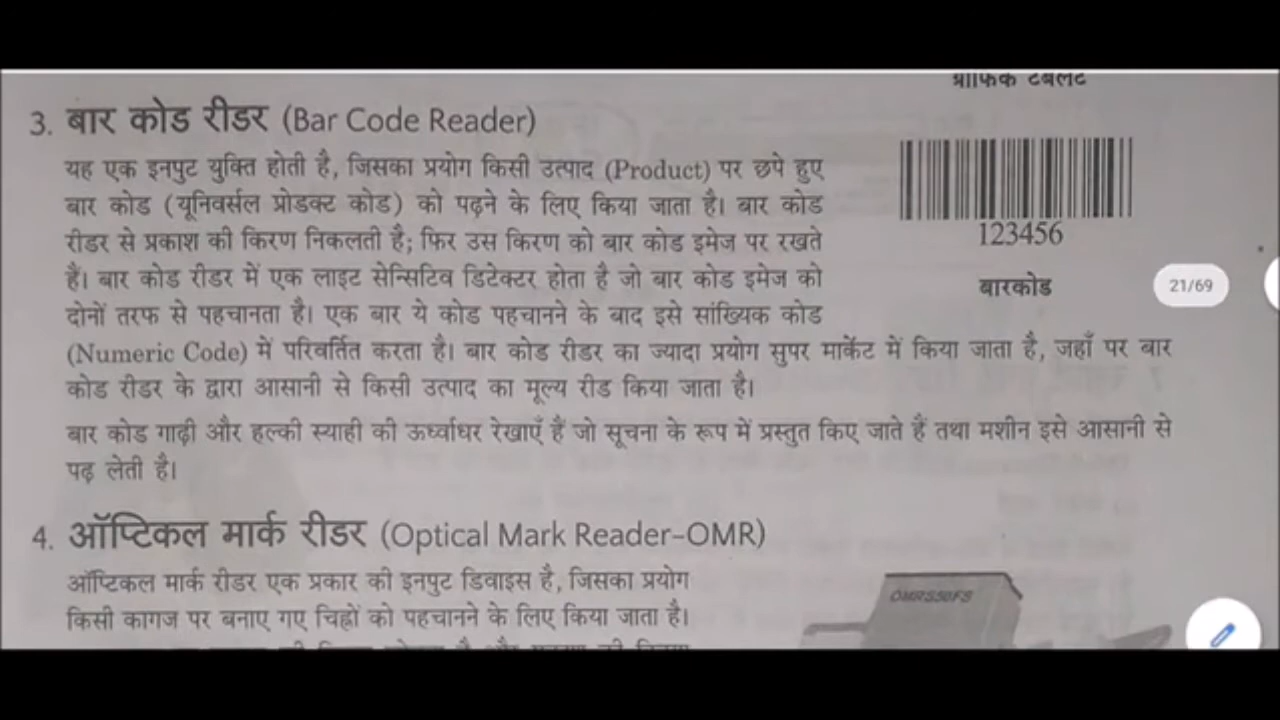 ग्राफिक टैबलेट
3. बार कोड रीडर (Bar Code Reader)
यह एक इनपुट युक्ति होती है, जिसका प्रयोग किसी उत्पाद (Product) पर छपे हुए
बार कोड (यूनिवर्सल प्रोडक्ट कोड) को पढ़ने के लिए किया जाता है। बार कोड
रीडर से प्रकाश की किरण निकलती है; फिर उस किरण को बार कोड इमेज पर रखते
हैं। बार कोड रीडर में एक लाइट सेन्सिटिव डिटेक्टर होता है जो बार कोड इमेज को
दोनों तरफ से पहचानता है। एक बार ये कोड पहचानने के बाद इसे सांख्यिक कोड
(Numeric Code) में परिवर्तित करता है। बार कोड रीडर का ज्यादा प्रयोग सुपर मार्केट में किया जाता है, जहाँ पर बार
कोड रीडर के द्वारा आसानी से किसी उत्पाद का मूल्य रीड किया जाता है।
123456
बारकोड
21/69
बार कोड गाढ़ी और हल्की स्याही की ऊर्ध्वाधर रेखाएँ हैं जो सूचना के रूप में प्रस्तुत किए जाते हैं तथा मशीन इसे आसानी से
पढ़ लेती है।
4. ऑप्टिकल मार्क रीडर (Optical Mark Reader-OMR)
ऑप्टिकल मार्क रीडर एक प्रकार की इनपुट डिवाइस है, जिसका प्रयोग
किसी कागज पर बनाए गए चिह्नों को पहचानने के लिए किया जाता है।
OMRS50FS